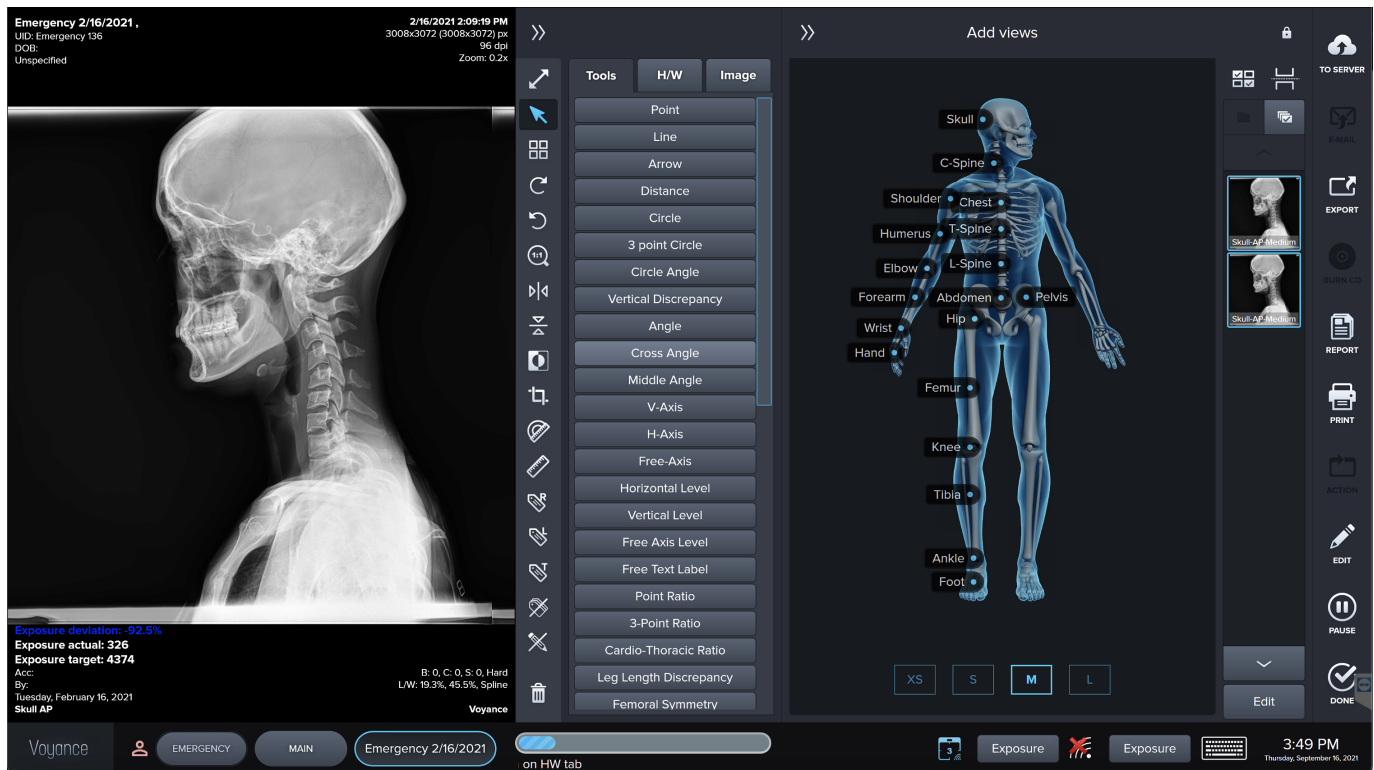 Emergency 2/16/2021 ,
UID: Emergency 136
DOB:
Unspecified
2/16/2021 2:09:19 PM
3008x3072 (3008x3072) px
96 dpi
Zoom: 0.2x
8
Exposure deviation: -92.5%
Exposure actual: 326
Exposure target: 4374
Acc:
By:
Tuesday, February 16, 2021
Skull AP
B: 0, C: 0, S: 0, Hard
L/W: 19.3%, 45.5%, Spline
Voyance
1:1
R
L
T
Tools
H/W
Image
Point
Line
Arrow
Distance
Circle
3 point Circle
Circle Angle
Vertical Discrepancy
Angle
Cross Angle
Middle Angle
V-Axis
H-Axis
Free-Axis
Horizontal Level
Vertical Level
Free Axis Level
Free Text Label
Point Ratio
3-Point Ratio
Cardio-Thoracic Ratio
Leg Length Discrepancy
Femoral Symmetry
Add views
Skull
C-Spine
Shoulder
Chest
Humerus
T-Spine
Elbow
L-Spine
Forearm
Abdomen
Pelvis
Wrist
Hip
Hand
Femur
Knee
Tibia
Ankle
Foot
XS
S
M
L
Skull-AP-Medium
Skull-AP-Medium
Edit
TO SERVER
E-MAIL
EXPORT
BURN CD
REPORT
PRINT
ACTION
EDIT
PAUSE
DONE
Voyance
EMERGENCY
MAIN
Emergency 2/16/2021
on HW tab
3
Exposure
Exposure
3:49 PM
Thursday, September 16, 2021